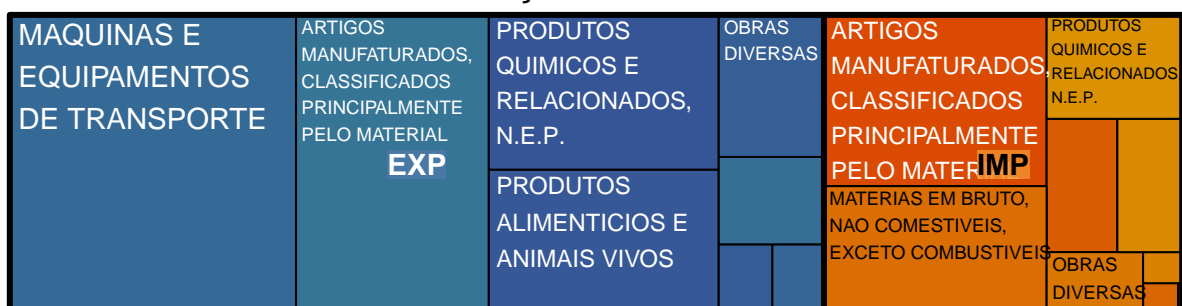 MAQUINAS E
EQUIPAMENTOS
DE TRANSPORTE
ARTIGOS
MANUFATURADOS,
CLASSIFICADOS
PRINCIPALMENTE
PELO MATERIAL
EXP
PRODUTOS
QUIMICOS E
RELACIONADOS,
N.E.P.
PRODUTOS
ALIMENTICIOS E
ANIMAIS VIVOS
OBRAS
DIVERSAS
ARTIGOS
MANUFATURADOS,
CLASSIFICADOS
PRINCIPALMENTE
PELO MATERIAL
IMP
MATERIAS EM BRUTO,
NAO COMESTIVEIS,
EXCETO COMBUSTIVEIS
PRODUTOS
QUIMICOS E
RELACIONADOS
N.E.P.
OBRAS
DIVERSAS